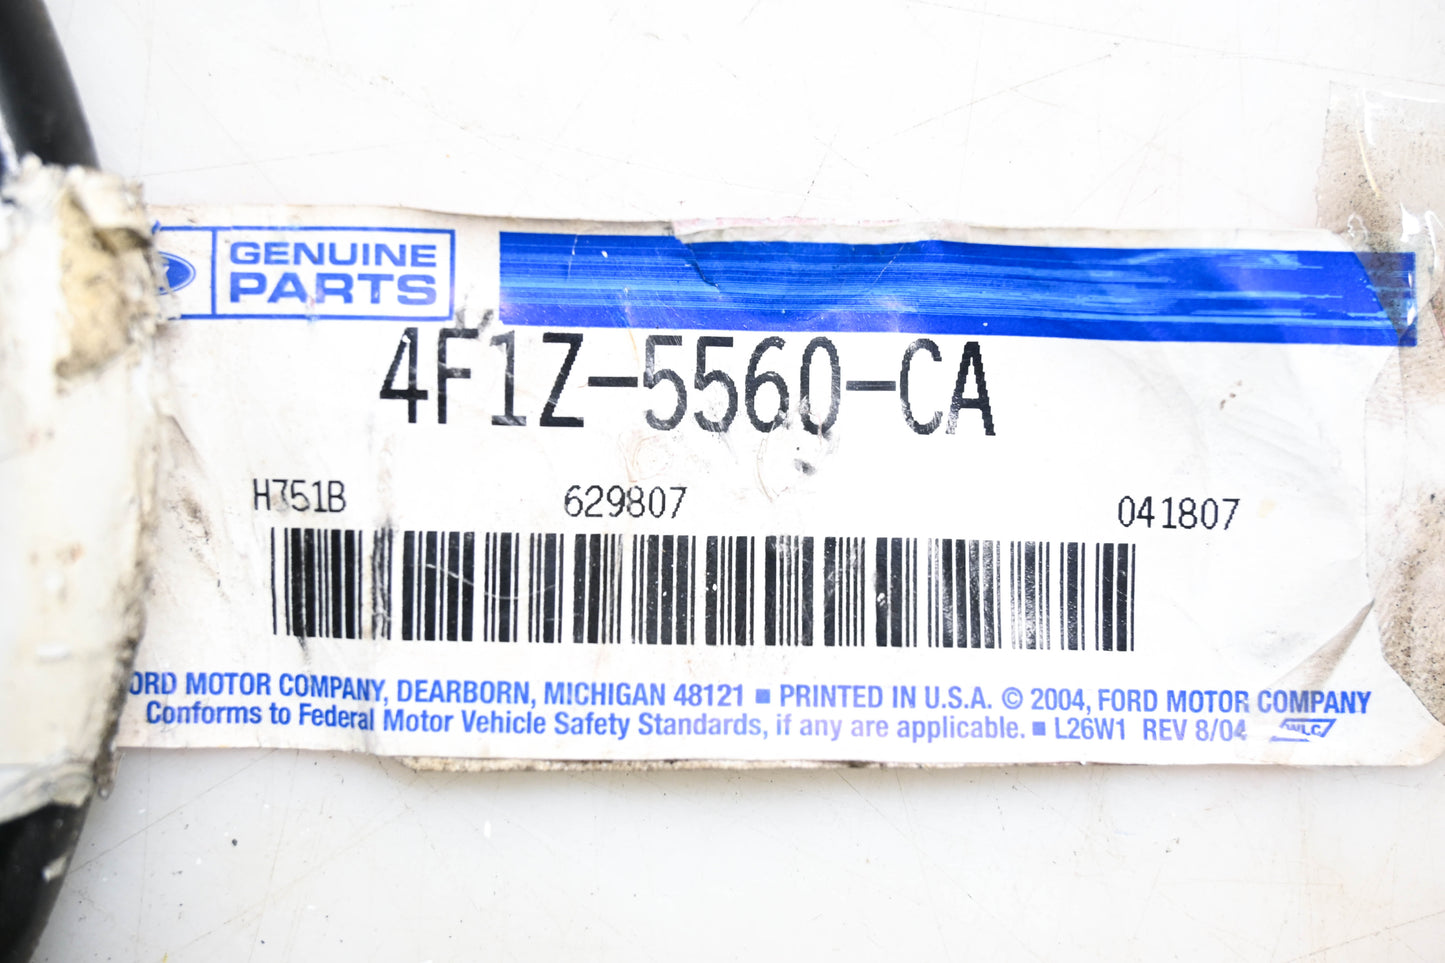 GENUINE
PARTS
4F1Z-5560-CA
H751B 629807 041807
ORD MOTOR COMPANY, DEARBORN, MICHIGAN 48121 ■ PRINTED IN U.S.A. © 2004, FORD MOTOR COMPANY
Conforms to Federal Motor Vehicle Safety Standards, if any are applicable. ■ L26W1 REV 8/04 WLC